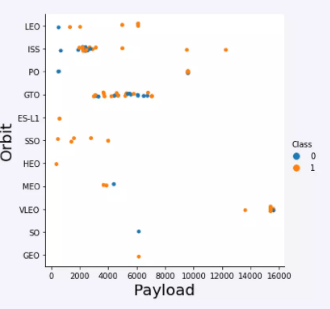 LEO
ISS
PO
GTO
ES-L1
SSO
HEO
MEO
VLEO
SO
GEO
Orbit
0 2000 4000 6000 8000 10000 12000 14000 16000
Payload
Class
0
1